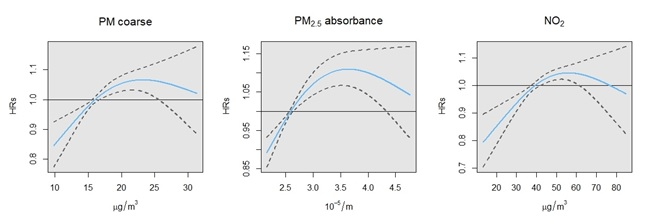 PM coarse
HRs
0.8 0.9 1.0 1.1
10 15 20 25 30
µg/m³
PM₂.₅ absorbance
HRs
0.85 0.95 1.05 1.15
2.5 3.0 3.5 4.0 4.5
10⁻⁵/m
NO₂
HRs
0.7 0.8 0.9 1.0 1.1
20 30 40 50 60 70 80
µg/m³